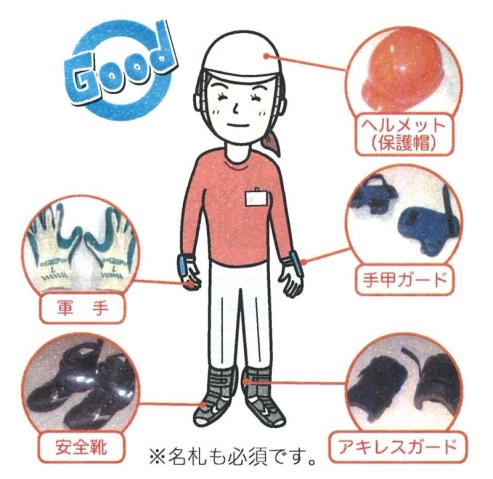 Good
ヘルメット
(保護帽)
手甲ガード
軍 手
安全靴
アキレスガード
※名札も必須です。